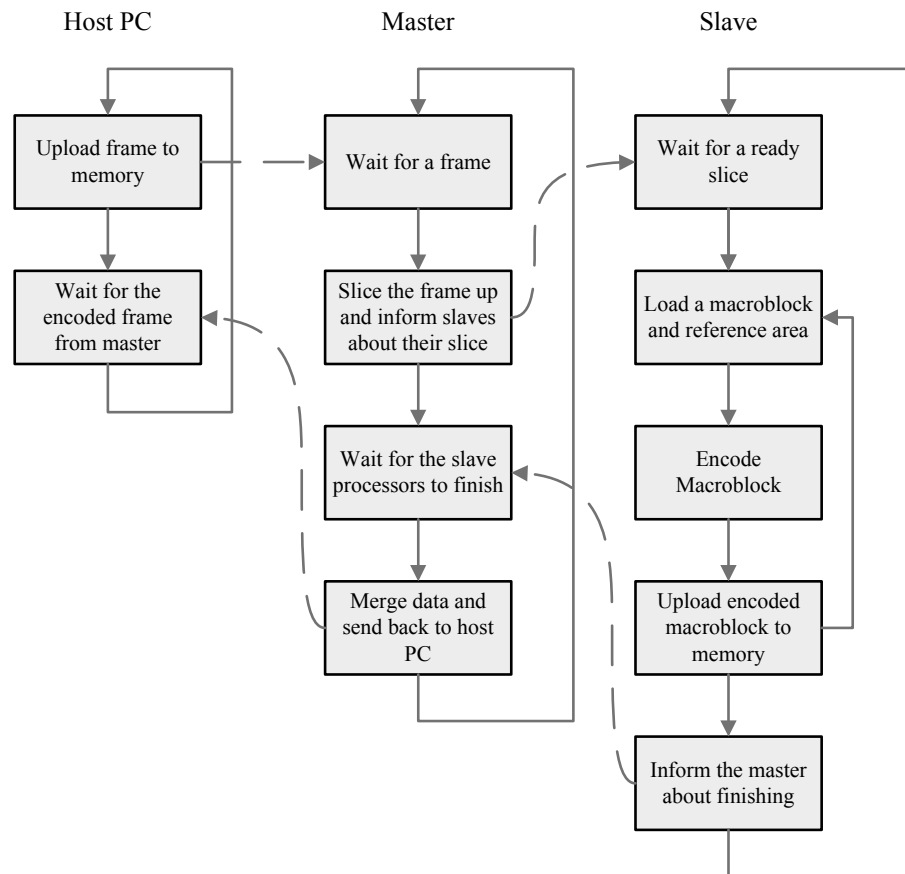 Host PC
Master
Slave
Upload frame to
memory
Wait for the
encoded frame
from master
Wait for a frame
Slice the frame up
and inform slaves
about their slice
Wait for the slave
processors to finish
Merge data and
send back to host
PC
Wait for a ready
slice
Load a macroblock
and reference area
Encode
Macroblock
Upload encoded
macroblock to
memory
Inform the master
about finishing